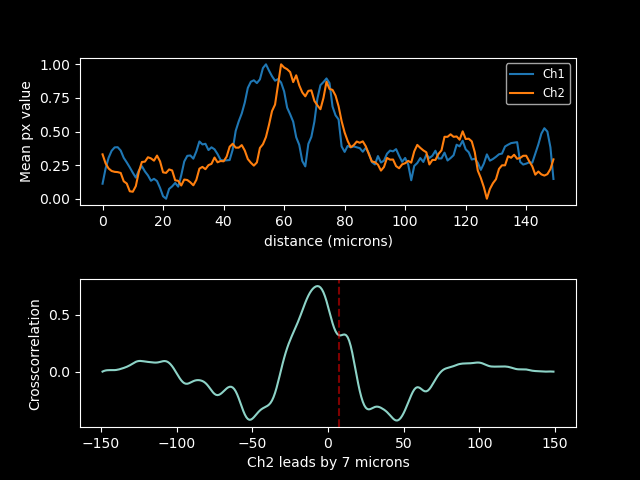 1.00
0.75
0.50
0.25
0.00
Mean px value
Ch1
Ch2
0 20 40 60 80 100 120 140
distance (microns)
0.5
0.0
Crosscorrelation
−150 −100 −50 0 50 100 150
Ch2 leads by 7 microns